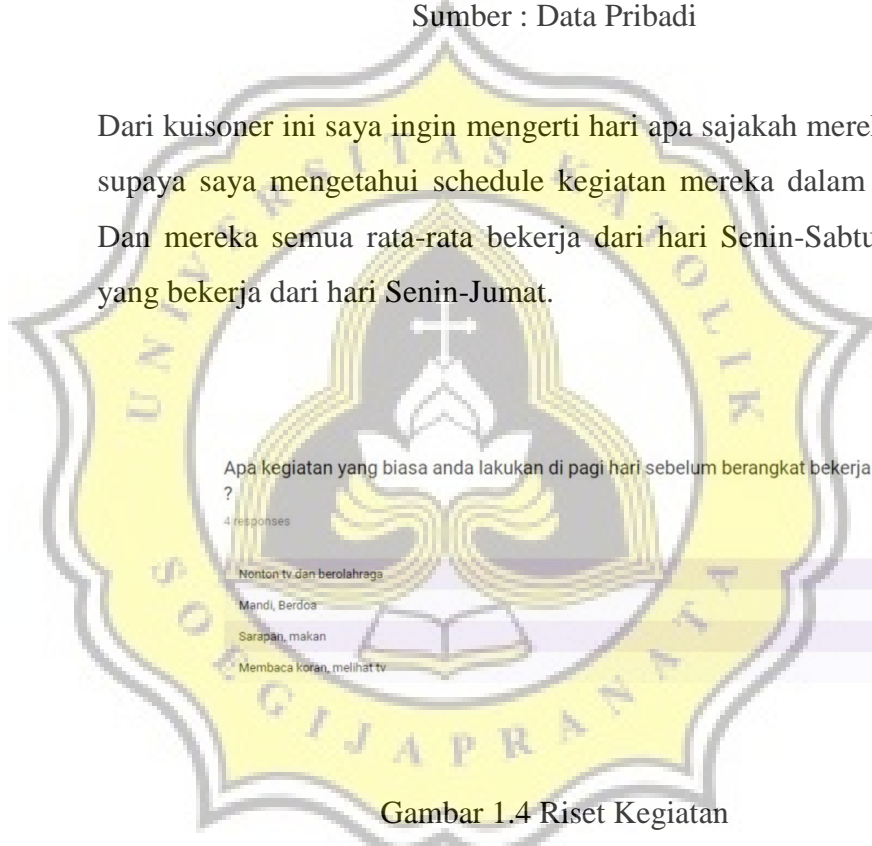 Sumber : Data Pribadi
Dari kuisoner ini saya ingin mengerti hari apa sajakah
supaya saya mengetahui schedule kegiatan mereka dalam
Dan mereka semua rata-rata bekerja dari hari Senin-Sabtu
yang bekerja dari hari Senin-Jumat.
UNIVERSITAS KATOLIK
Apa kegiatan yang biasa anda lakukan di pagi hari sebelum berangkat bekerja
?
4 responses
Nonton tv dan berolahraga
Mandi, Berdoa
Sarapan, makan
Membaca koran, melihat tv
SOEGIJAPRANATA
Gambar 1.4 Riset Kegiatan